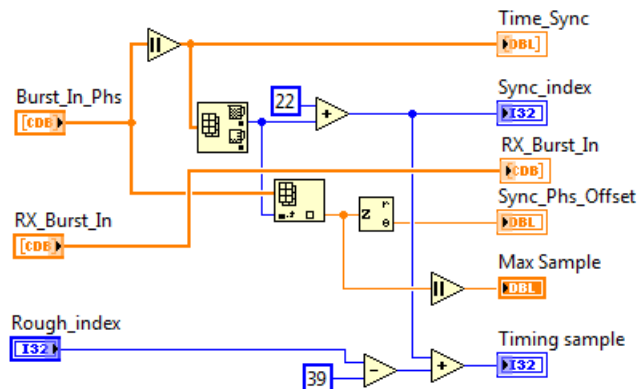 Time_Sync
DBL
Burst_In_Phs
CDB
22
Sync_index
I32
RX_Burst_In
CDB
RX_Burst_In
CDB
z
r
θ
Sync_Phs_Offset
DBL
Max Sample
DBL
Rough_index
I32
39
Timing sample
I32